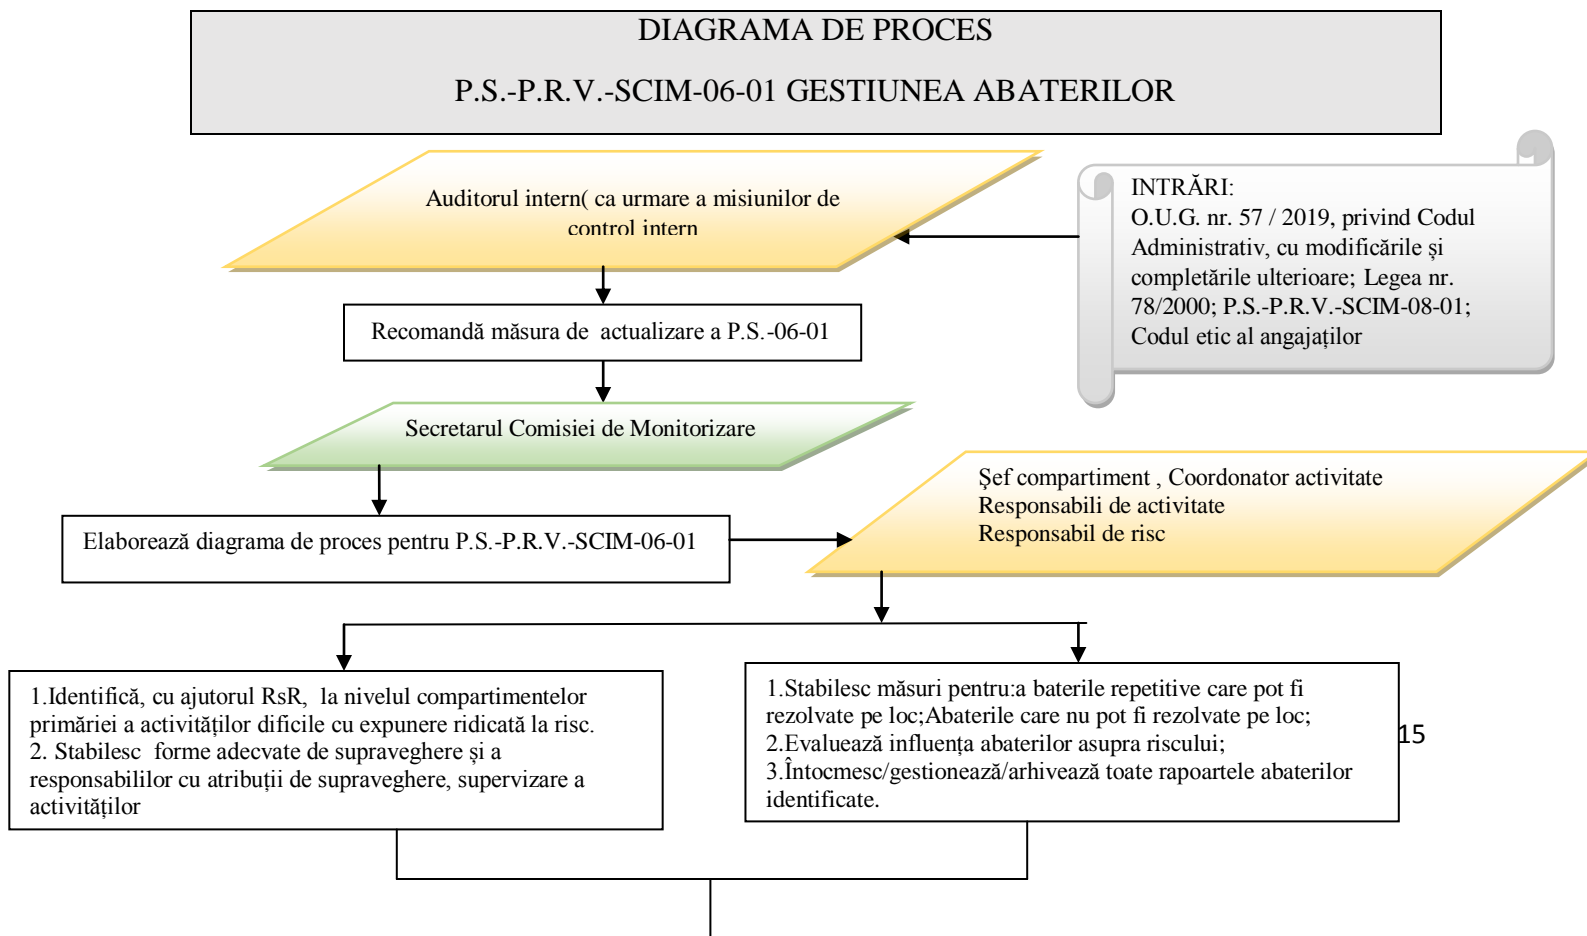 DIAGRAMA DE PROCES
P.S.-P.R.V.-SCIM-06-01 GESTIUNEA ABATERILOR
Auditorul intern( ca urmare a misiunilor de
control intern
INTRĂRI:
O.U.G. nr. 57 / 2019, privind Codul
Administrativ, cu modificările și
completările ulterioare; Legea nr.
78/2000; P.S.-P.R.V.-SCIM-08-01;
Codul etic al angajaților
Recomandă măsura de actualizare a P.S.-06-01
Secretarul Comisiei de Monitorizare
Şef compartiment , Coordonator activitate
Responsabili de activitate
Responsabil de risc
Elaborează diagrama de proces pentru P.S.-P.R.V.-SCIM-06-01
1.Identifică, cu ajutorul RsR, la nivelul compartimentelor
primăriei a activităților dificile cu expunere ridicată la risc.
2. Stabilesc forme adecvate de supraveghere și a
responsabililor cu atribuții de supraveghere, supervizare a
activităților
1.Stabilesc măsuri pentru:a baterile repetitive care pot fi
rezolvate pe loc;Abaterile care nu pot fi rezolvate pe loc;
2.Evaluează influența abaterilor asupra riscului;
3.Întocmesc/gestionează/arhivează toate rapoartele abaterilor
identificate.
15